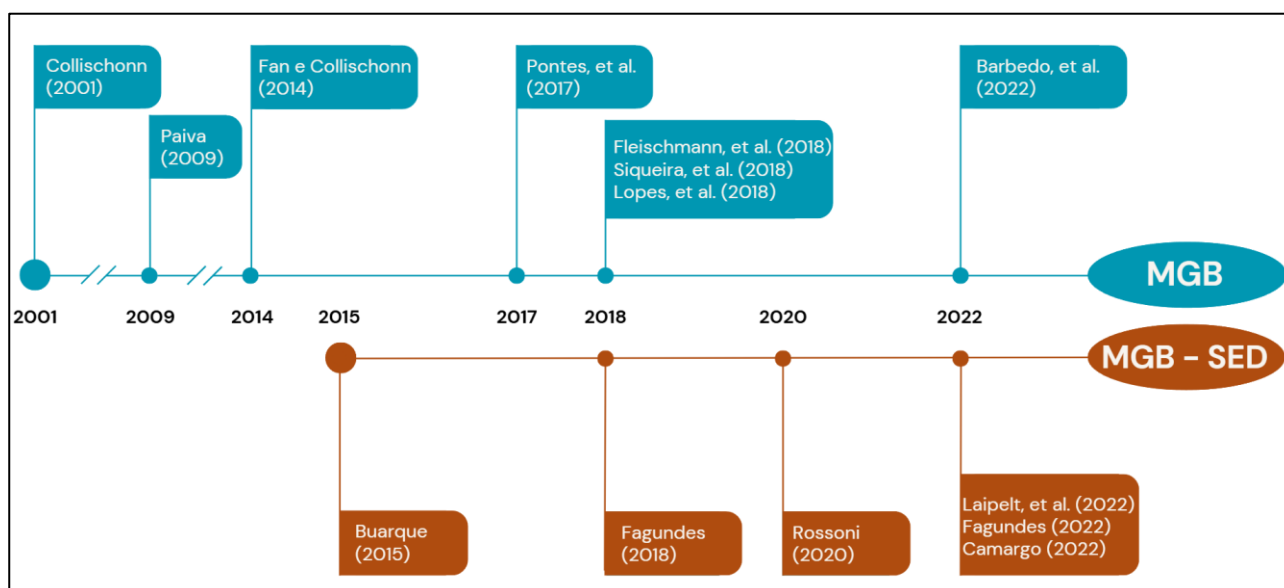 Collischonn
(2001)
Paiva
(2009)
Fan e Collischonn
(2014)
Pontes, et al.
(2017)
Fleischmann, et al. (2018)
Siqueira, et al. (2018)
Lopes, et al. (2018)
Barbedo, et al.
(2022)
MGB
2001 2009 2014 2015 2017 2018 2020 2022
MGB - SED
Buarque
(2015)
Fagundes
(2018)
Rossoni
(2020)
Laipelt, et al. (2022)
Fagundes (2022)
Camargo (2022)